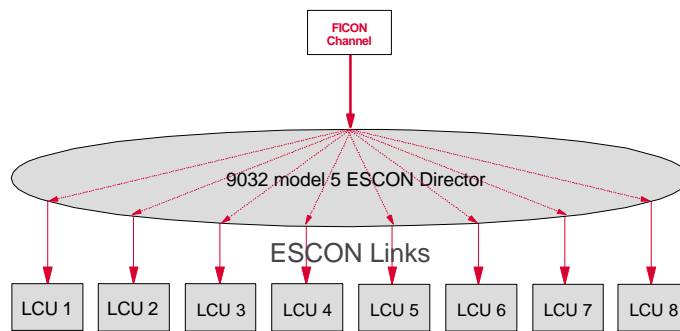 FICON
Channel
9032 model 5 ESCON Director
ESCON Links
LCU 1 LCU 2 LCU 3 LCU 4 LCU 5 LCU 6 LCU 7 LCU 8